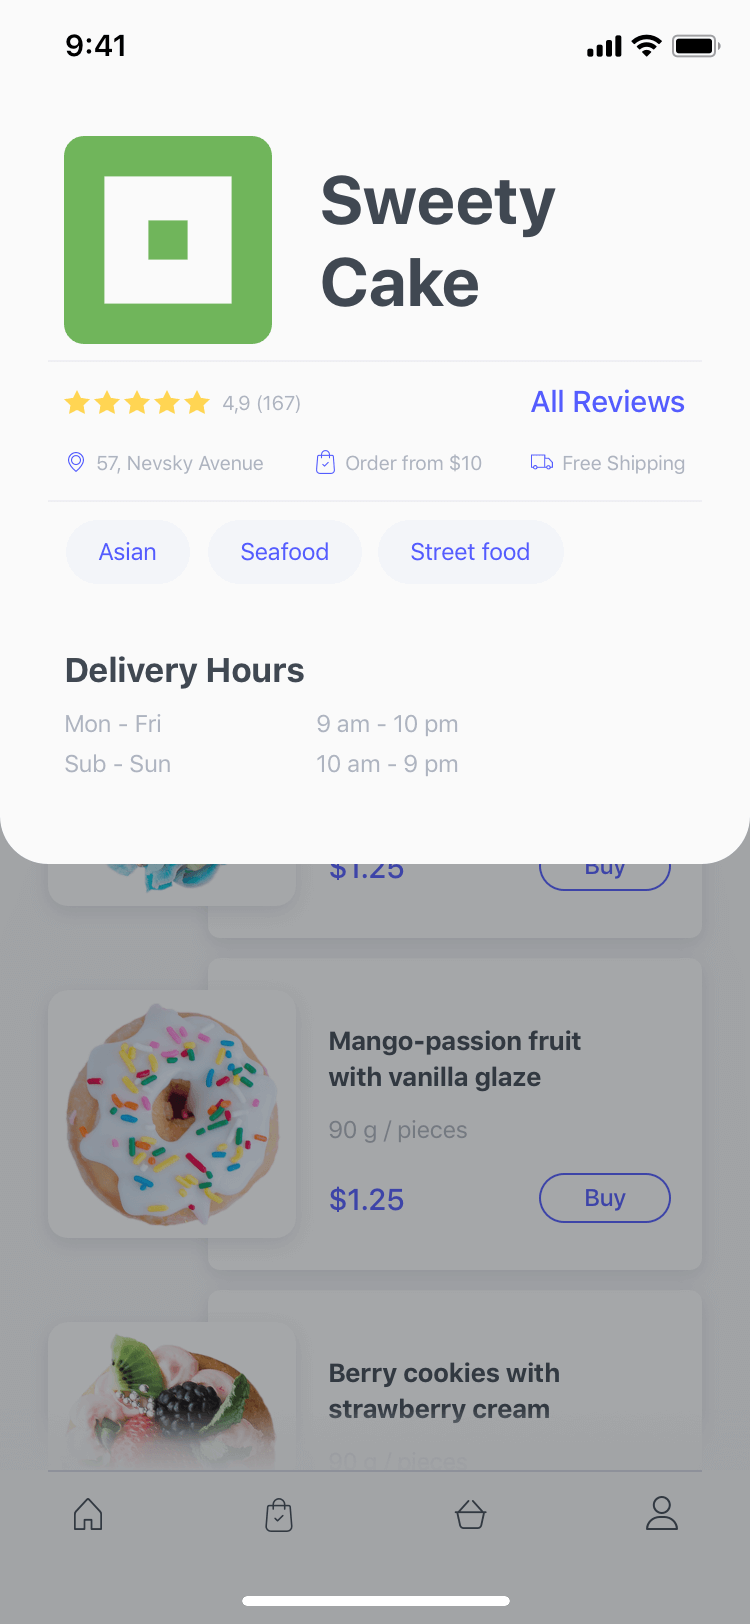 9:41
Sweety
Cake
4,9 (167)
All Reviews
57, Nevsky Avenue
Order from $10
Free Shipping
Asian
Seafood
Street food
Delivery Hours
Mon - Fri
9 am - 10 pm
Sub - Sun
10 am - 9 pm
$1.25
Buy
Mango-passion fruit
with vanilla glaze
90 g / pieces
$1.25
Buy
Berry cookies with
strawberry cream
90 g / pieces